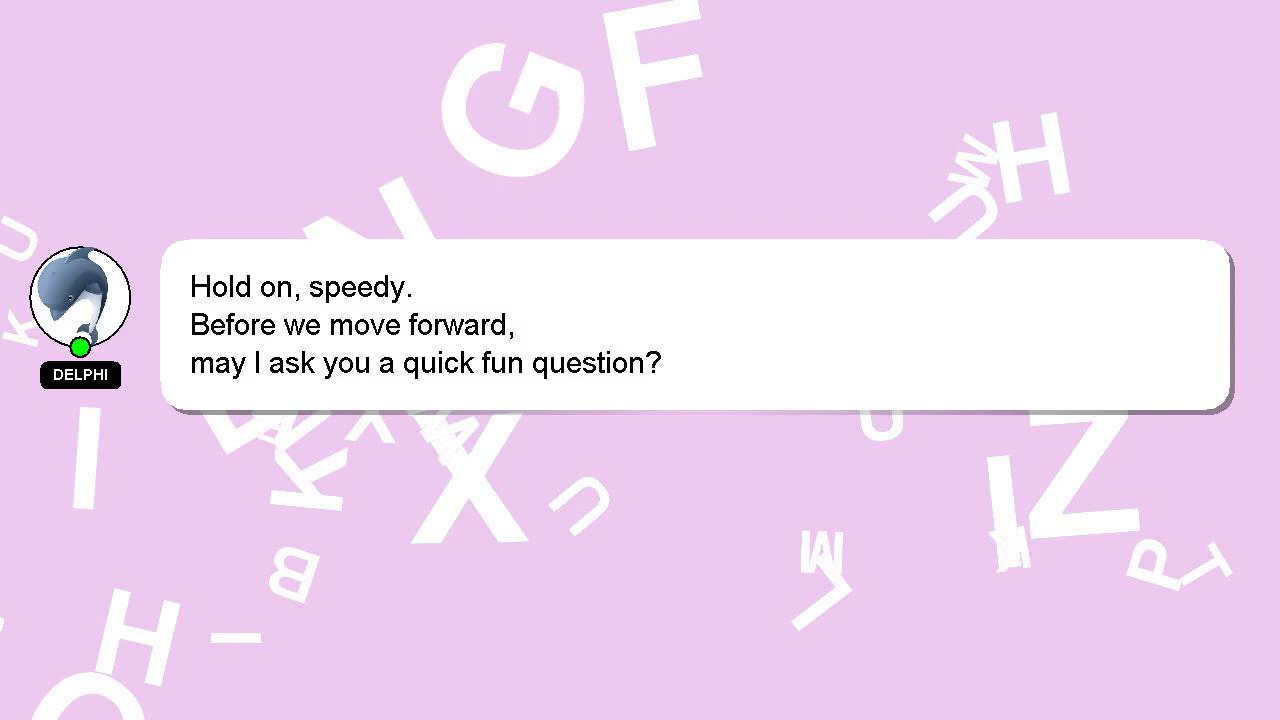 Hold on, speedy.
Before we move forward,
may I ask you a quick fun question?
DELPHI